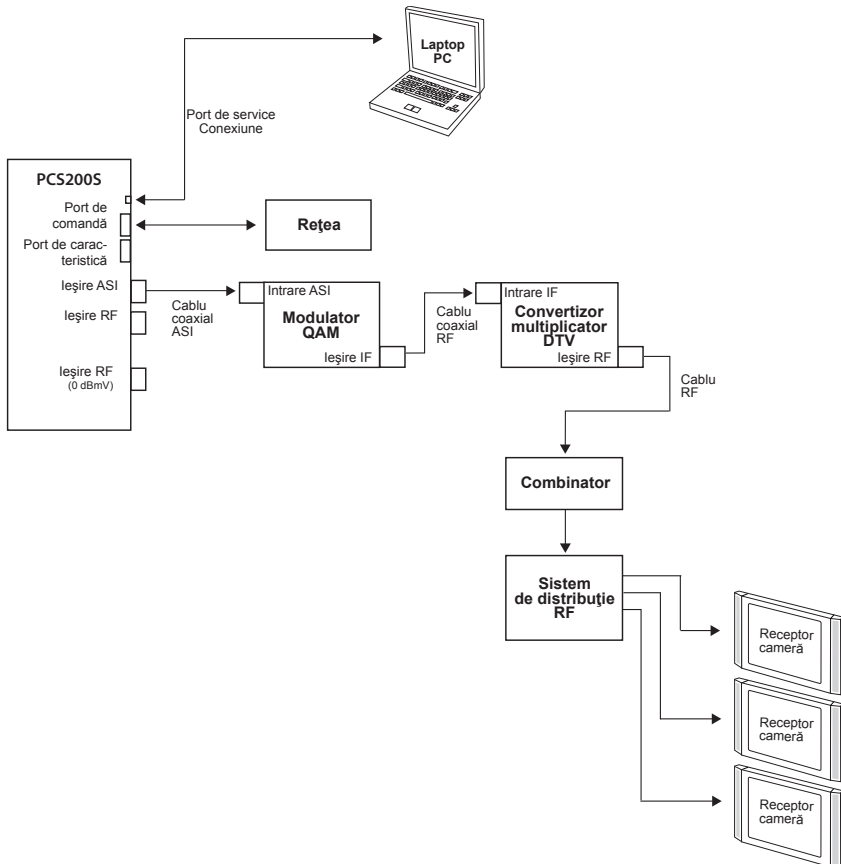 Laptop
PC
Port de service
Conexiune
PCS200S
Port de
comandă
Port de carac-
teristică
Ieşire ASI
Ieşire RF
Ieşire RF
(0 dBmV)
Reţea
Cablu
coaxial
ASI
Intrare ASI
Modulator
QAM
Ieşire IF
Cablu
coaxial
RF
Intrare IF
Convertizor
multiplicator
DTV
Ieşire RF
Cablu
RF
Combinator
Sistem
de distribuţie
RF
Receptor
cameră
Receptor
cameră
Receptor
cameră